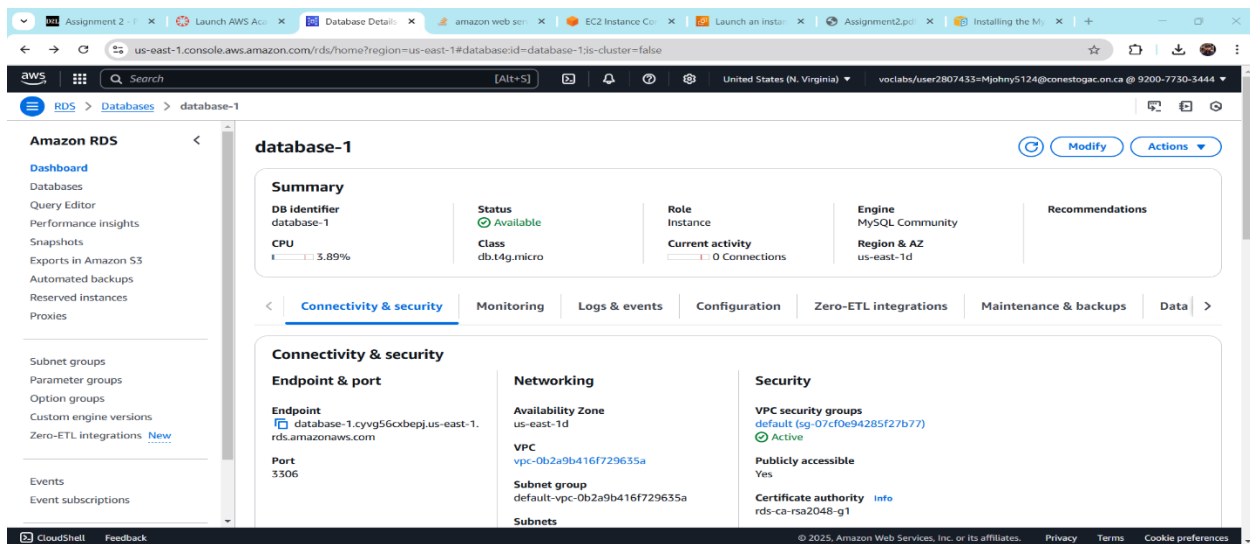 Assignment 2 - F
Launch AWS Aca
Database Details
amazon web serv
EC2 Instance Co
Launch an instan
Assignment2.pd
Installing the My
us-east-1.console.aws.amazon.com/rds/home?region=us-east-1#database:id=database-1;is-cluster=false
aws
Search
[Alt+S]
United States (N. Virginia)
voclabs/user2807433=Mjohny5124@conestogac.on.ca @ 9200-7730-3444
RDS > Databases > database-1
Amazon RDS
Dashboard
Databases
Query Editor
Performance insights
Snapshots
Exports in Amazon S3
Automated backups
Reserved instances
Proxies
Subnet groups
Parameter groups
Option groups
Custom engine versions
Zero-ETL integrations New
Events
Event subscriptions
database-1
Modify
Actions
Summary
DB identifier
database-1
Status
Available
Role
Instance
Engine
MySQL Community
Recommendations
CPU
3.89%
Class
db.t4g.micro
Current activity
0 Connections
Region & AZ
us-east-1d
Connectivity & security
Monitoring
Logs & events
Configuration
Zero-ETL integrations
Maintenance & backups
Data
Connectivity & security
Endpoint & port
Endpoint
database-1.cyvg56cxbepj.us-east-1.
rds.amazonaws.com
Port
3306
Networking
Availability Zone
us-east-1d
VPC
vpc-0b2a9b416f729635a
Subnet group
default-vpc-0b2a9b416f729635a
Subnets
Security
VPC security groups
default (sg-07cf0e94285f27b77)
Active
Publicly accessible
Yes
Certificate authority Info
rds-ca-rsa2048-g1
CloudShell
Feedback
© 2025, Amazon Web Services, Inc. or its affiliates.
Privacy
Terms
Cookie preferences